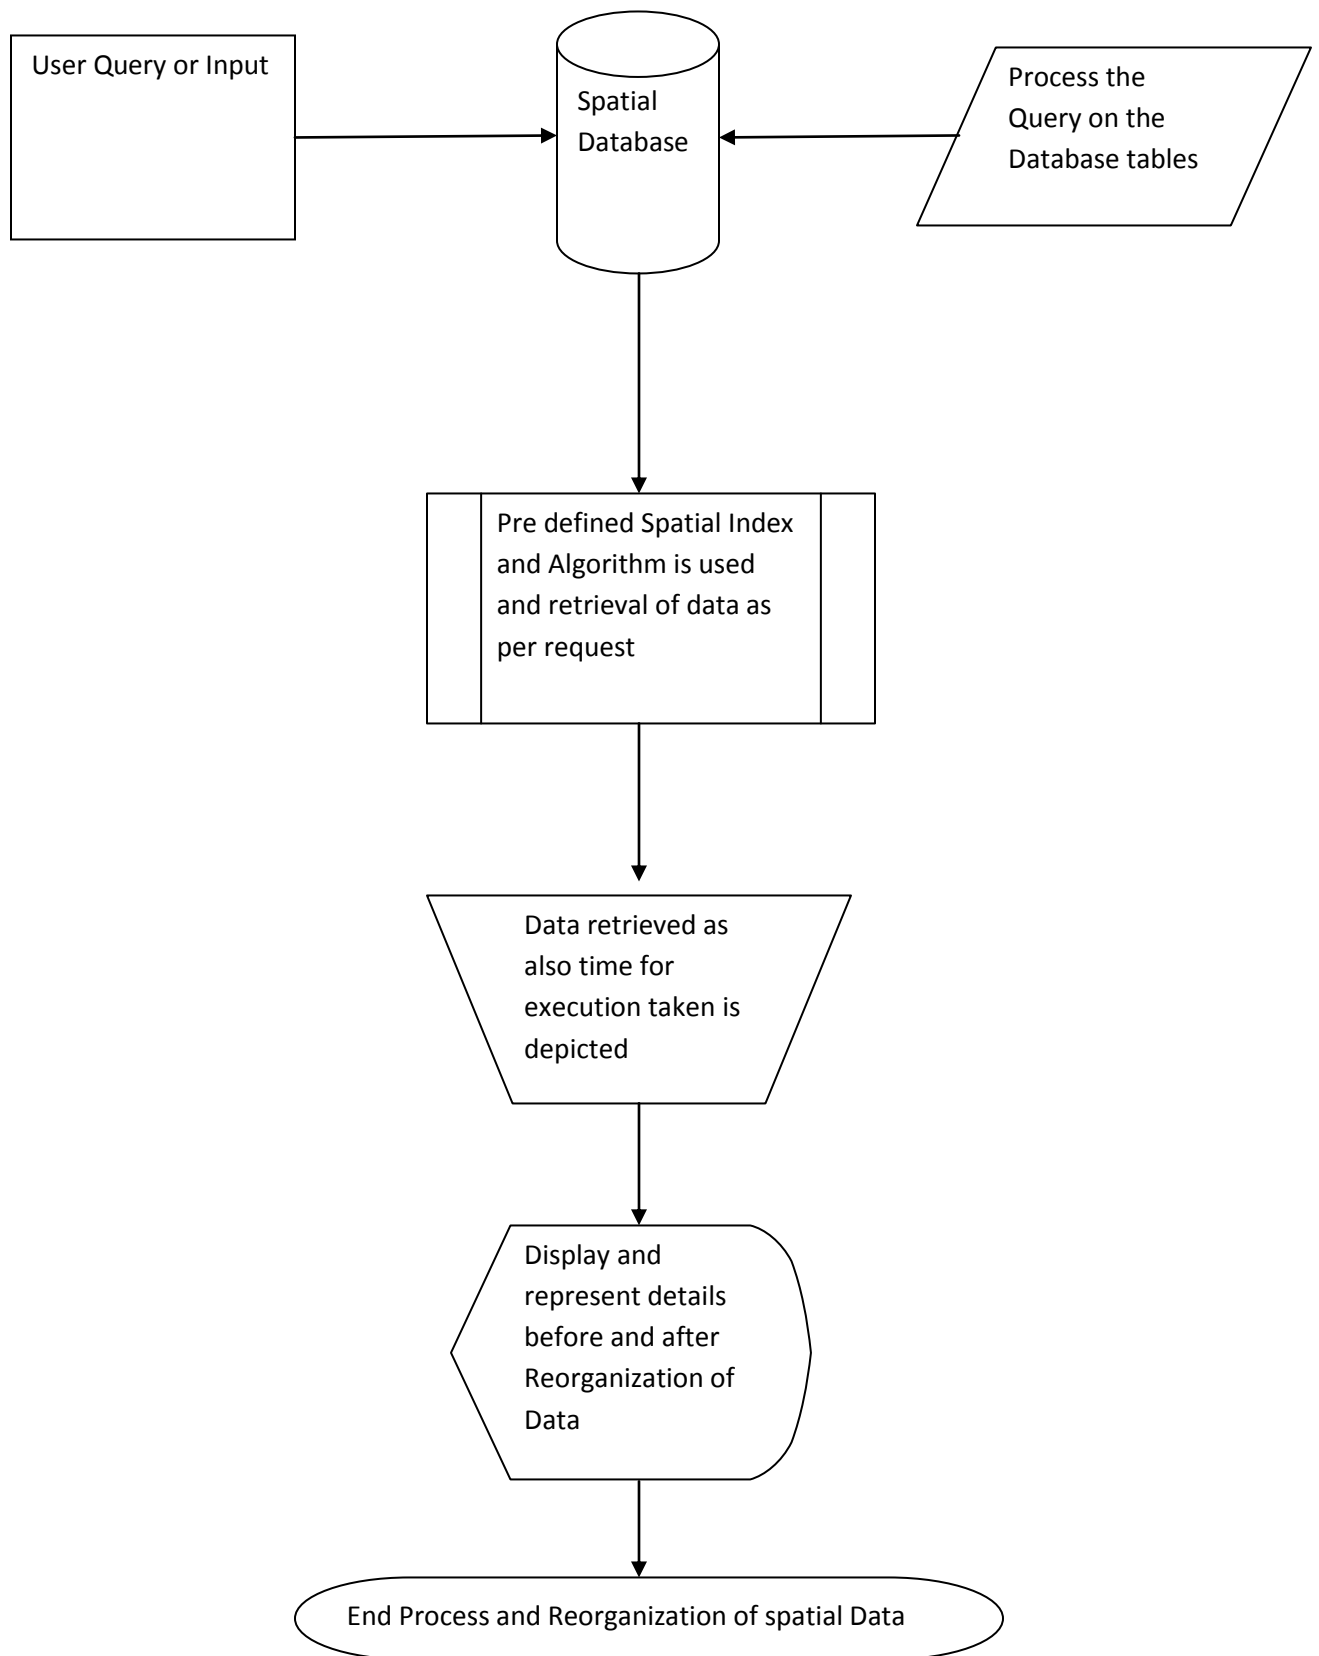 User Query or Input
Spatial
Database
Process the
Query on the
Database tables
Pre defined Spatial Index
and Algorithm is used
and retrieval of data as
per request
Data retrieved as
also time for
execution taken is
depicted
Display and
represent details
before and after
Reorganization of
Data
End Process and Reorganization of spatial Data